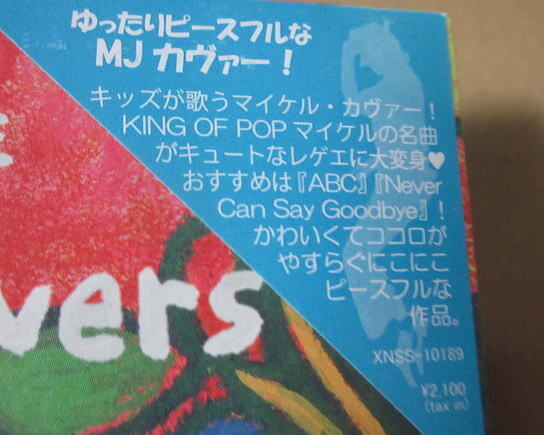 ゆったりピースフルな
MJ カヴァー！
キッズが歌うマイケル・カヴァー！
KING OF POP マイケルの名曲
がキュートなレゲエに大変身♥
おすすめは『ABC』『Never
Can Say Goodbye』！
かわいくてココロが
やすらぐにこにこ
ピースフルな
作品。
vers
XNSS-10189
¥2,100
(tax in)